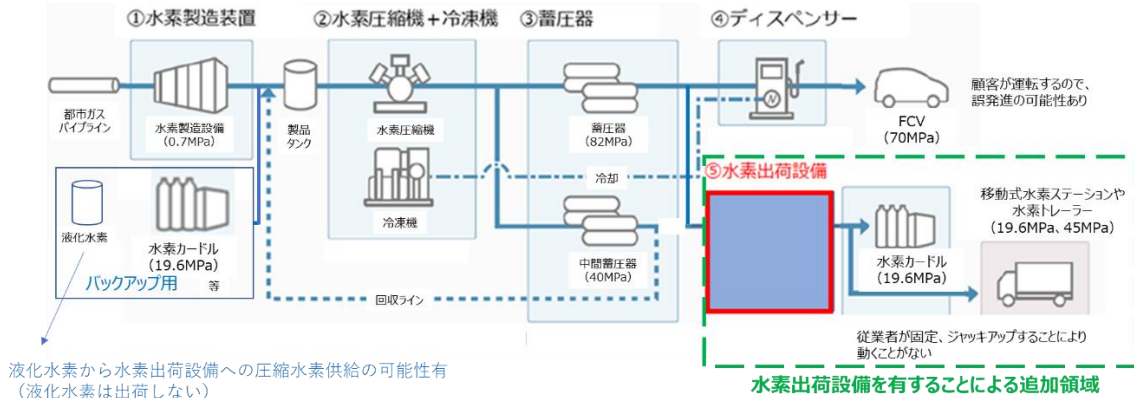 ①水素製造装置
②水素圧縮機+冷凍機
③蓄圧器
④ディスペンサー
都市ガス
パイプライン
水素製造設備
(0.7MPa)
製品
タンク
水素圧縮機
蓄圧器
(82MPa)
FCV
(70MPa)
顧客が運転するので、
誤発進の可能性あり
冷却
冷凍機
液化水素
水素カードル
(19.6MPa)
バックアップ用
等
中間蓄圧器
(40MPa)
回収ライン
⑤水素出荷設備
水素カードル
(19.6MPa)
移動式水素ステーションや
水素トレーラー
(19.6MPa、45MPa)
従業者が固定、ジャッキアップすることにより
動くことがない
液化水素から水素出荷設備への圧縮水素供給の可能性有
(液化水素は出荷しない)
水素出荷設備を有することによる追加領域